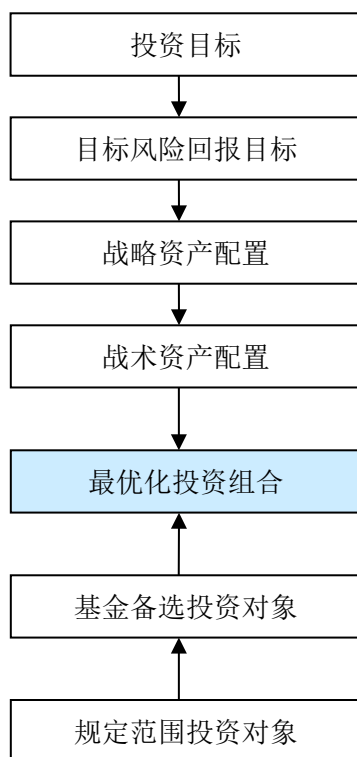 投资目标
目标风险回报目标
战略资产配置
战术资产配置
最优化投资组合
基金备选投资对象
规定范围投资对象